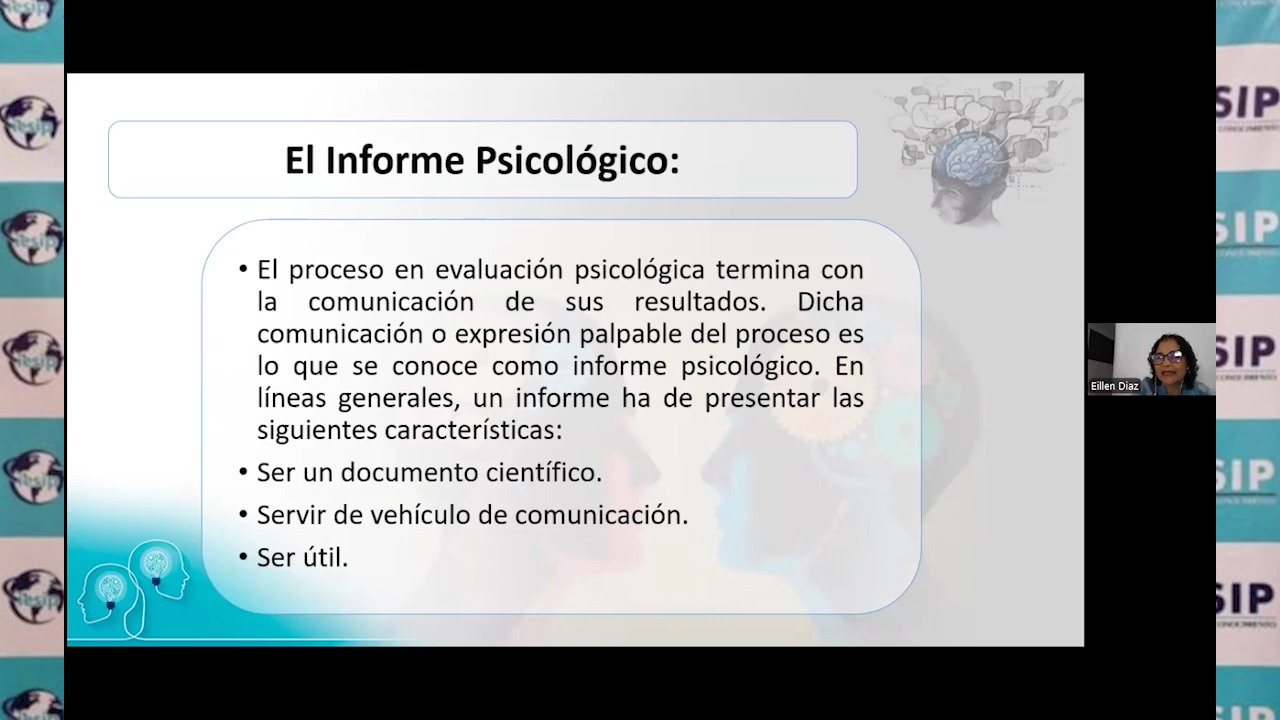 El Informe Psicológico:
• El proceso en evaluación psicológica termina con
la comunicación de sus resultados. Dicha
comunicación o expresión palpable del proceso es
lo que se conoce como informe psicológico. En
líneas generales, un informe ha de presentar las
siguientes características:
• Ser un documento científico.
• Servir de vehículo de comunicación.
• Ser útil.
Eillen Diaz
SIP
SIP
SIP
SIP
SIP